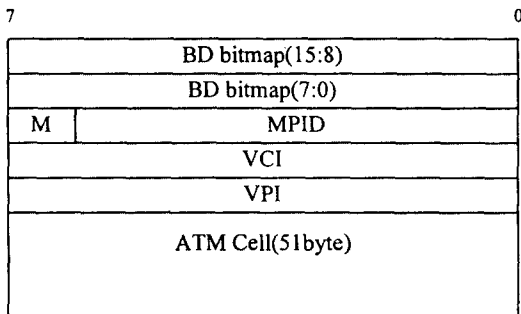 7 0
BD bitmap(15:8)
BD bitmap(7:0)
M MPID
VCI
VPI
ATM Cell(51byte)